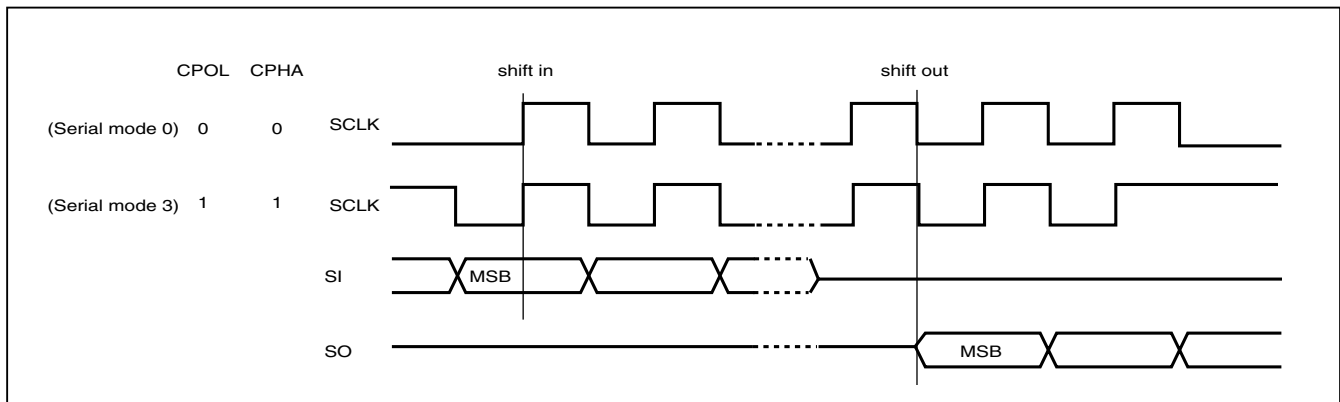 CPOL CPHA shift in shift out
(Serial mode 0) 0 0 SCLK
(Serial mode 3) 1 1 SCLK
SI MSB
SO MSB